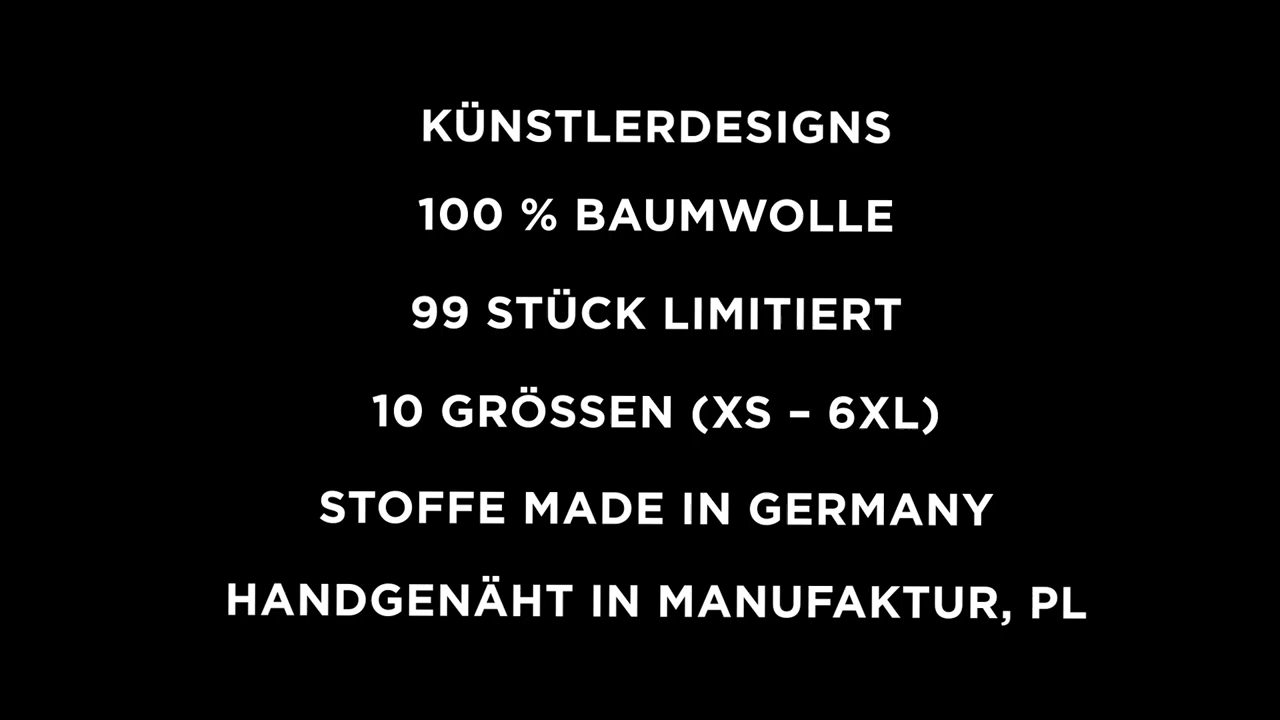 KÜNSTLERDESIGNS
100 % BAUMWOLLE
99 STÜCK LIMITIERT
10 GRÖSSEN (XS – 6XL)
STOFFE MADE IN GERMANY
HANDGENÄHT IN MANUFAKTUR, PL